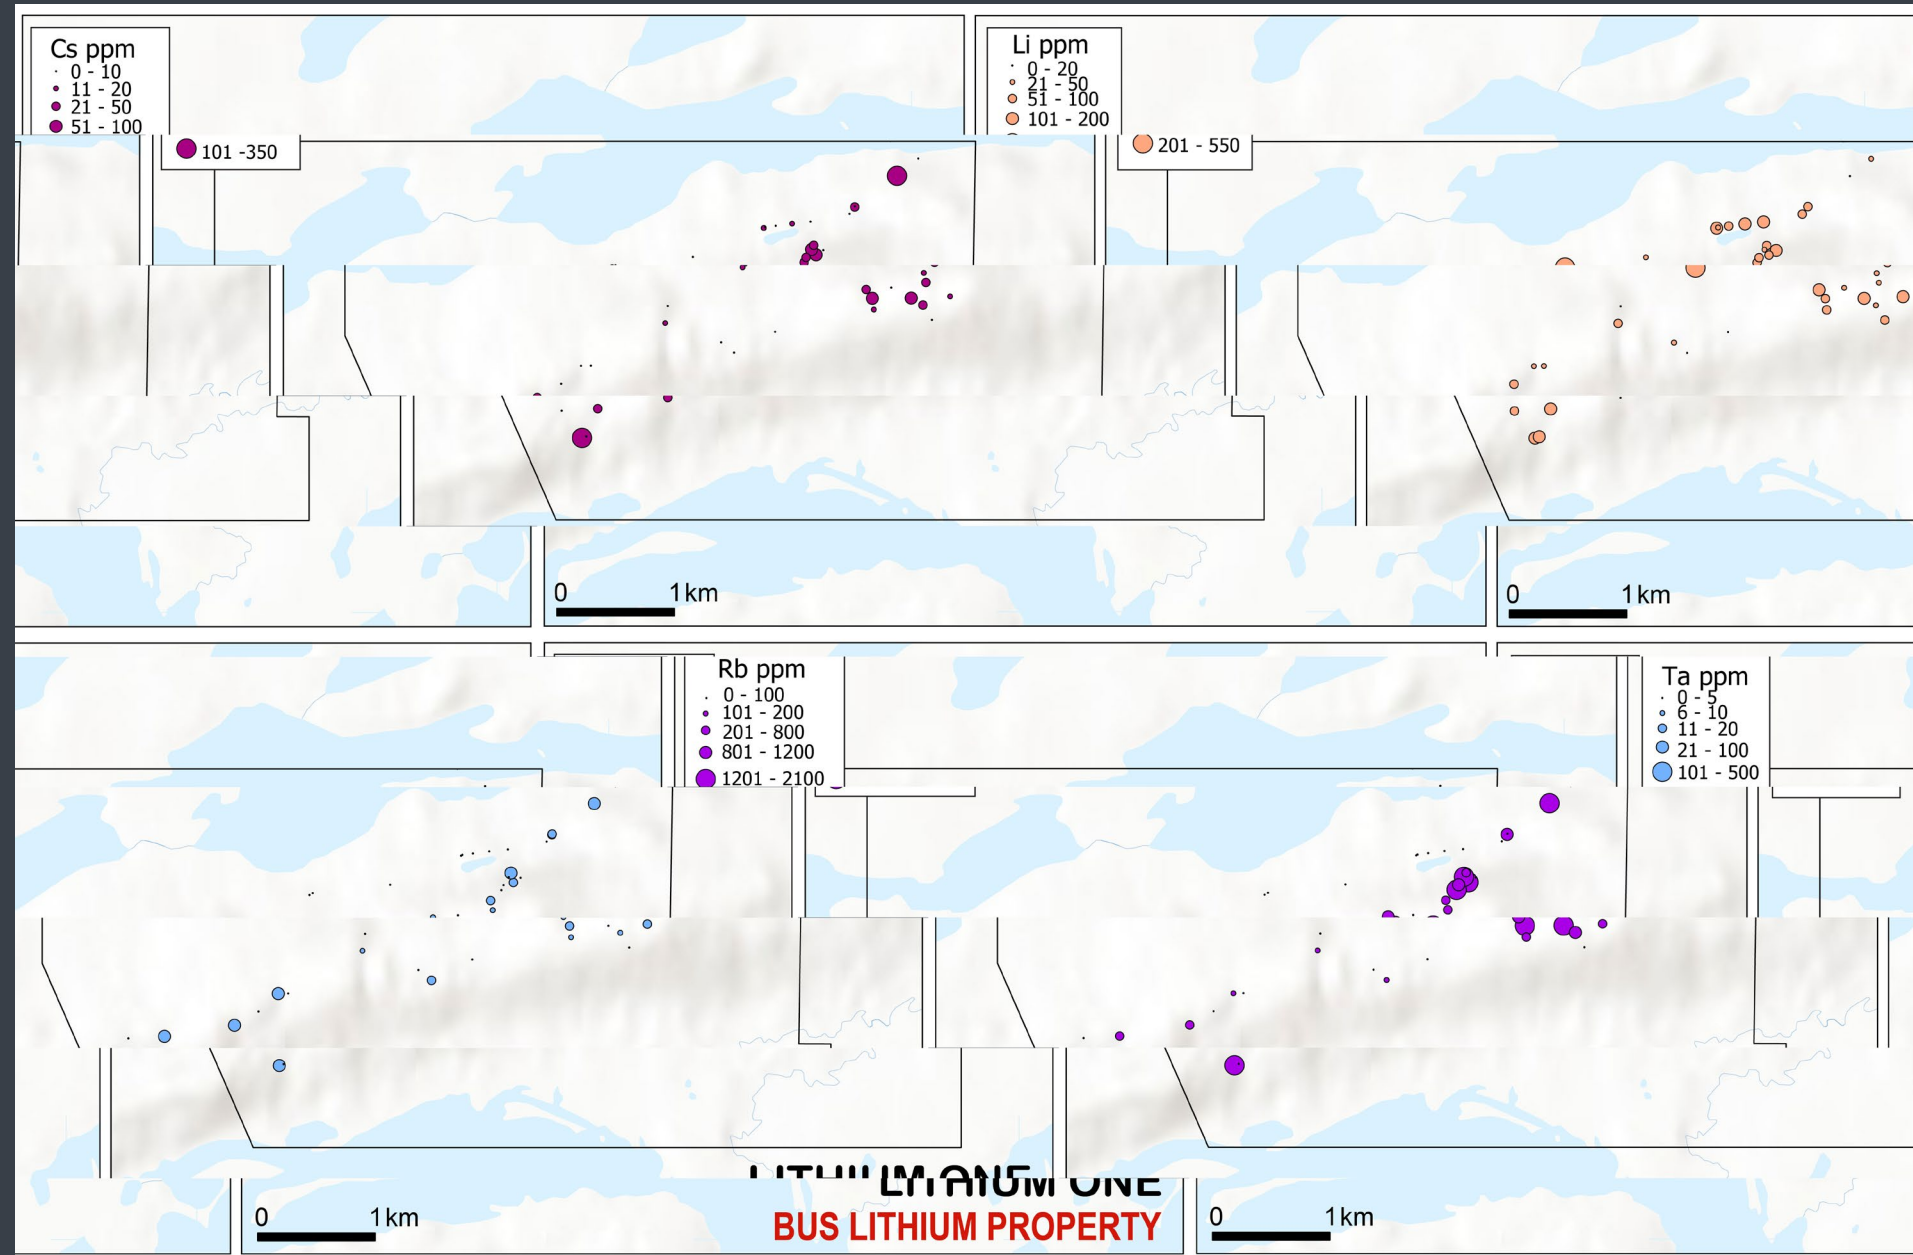 Cs ppm
0 - 10
11 - 20
21 - 50
51 - 100
101 -350
Li ppm
0 - 20
21 - 50
51 - 100
101 - 200
201 - 550
0 1km
0 1km
Rb ppm
0 - 100
101 - 200
201 - 800
801 - 1200
1201 - 2100
Ta ppm
0 - 5
6 - 10
11 - 20
21 - 100
101 - 500
LITHIUM ONE
BUS LITHIUM PROPERTY
0 1km
0 1km